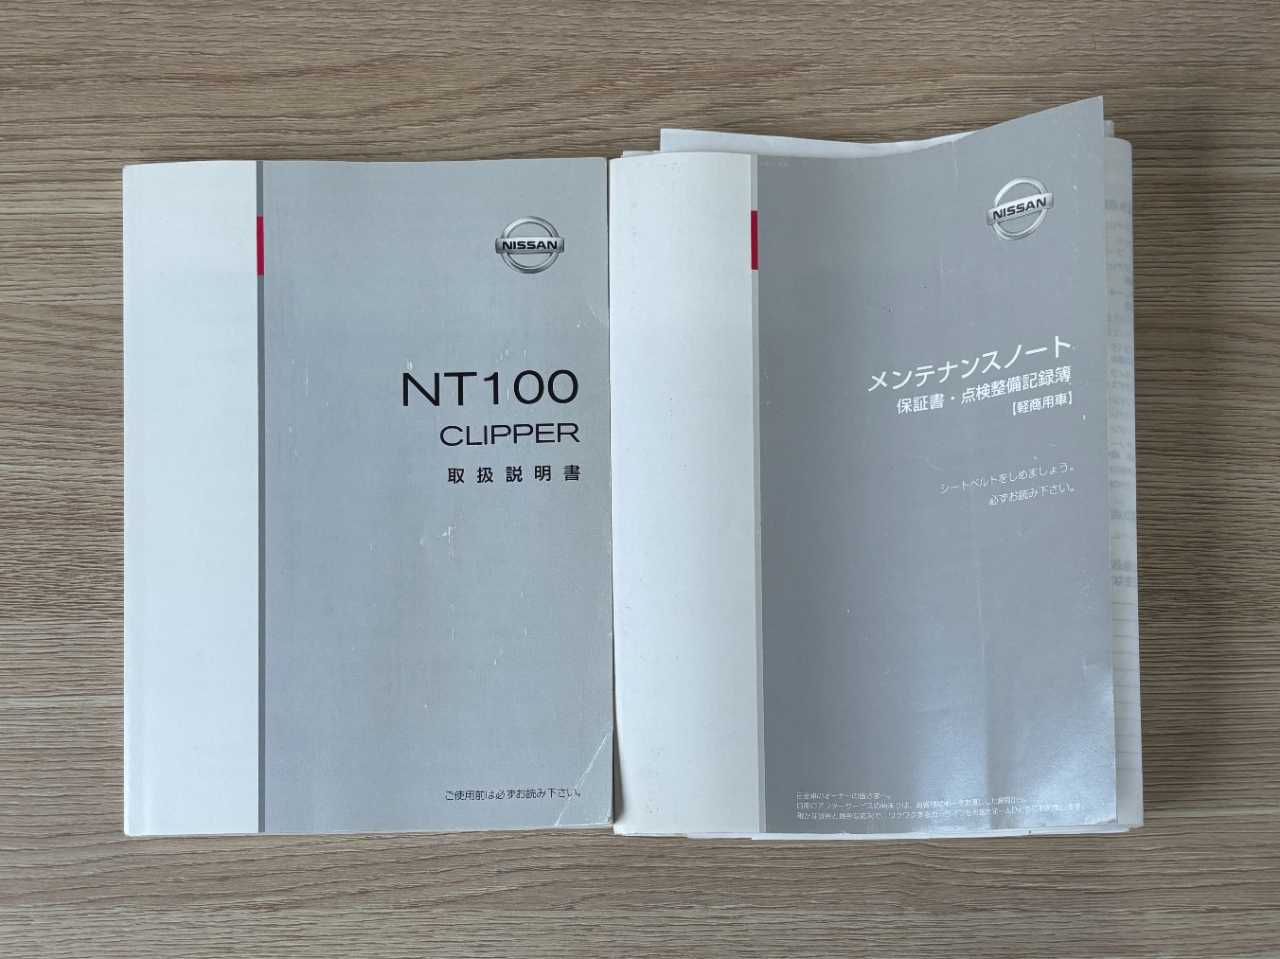 NISSAN
NT100
CLIPPER
取扱説明書
ご使用前は必ずお読み下さい。
NISSAN
メンテナンスノート
保証書・点検整備記録簿
【軽商用車】
シートベルトをしめましょう。
必ずお読み下さい。